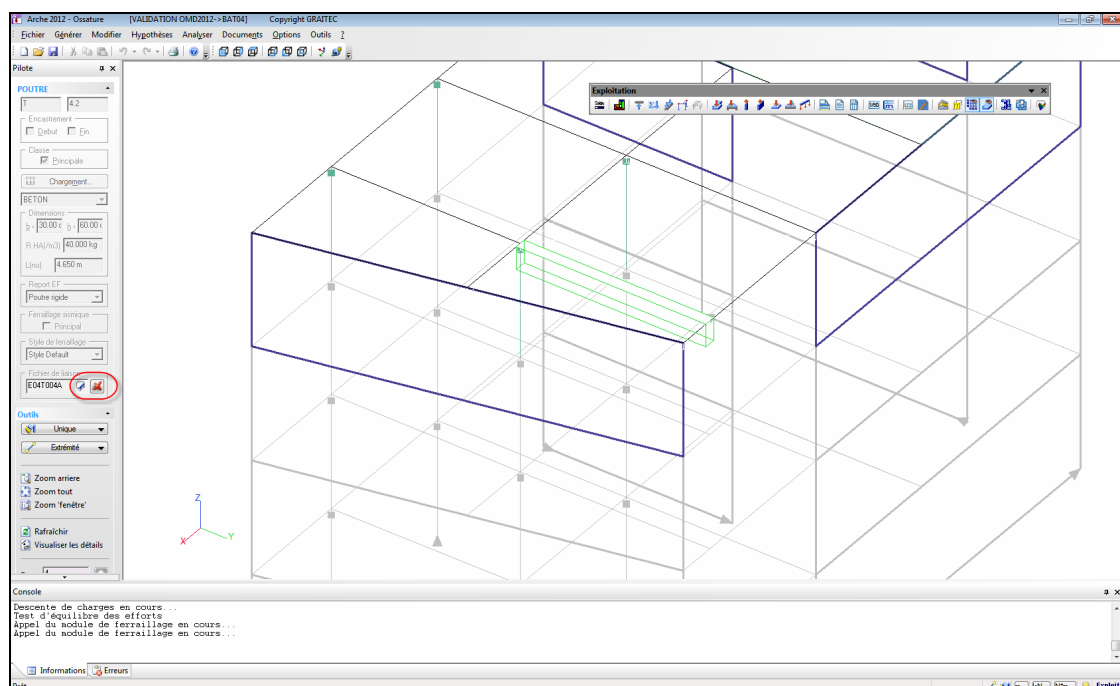 Arche 2012 - Ossature [VALIDATION OMD2012->BAT04] Copyright GRAITEC
Fichier Générer Modifier Hypothèses Analyser Documents Options Outils ?
Pilote
Exploitation
POUTRE
T 4.2
Encastrement
Debut Fin
Classe
Principale
Chargement...
BETON
Dimensions
b : 30.00 c h : 60.00 c
R.HA(/m3) 40.000 kg
L(nu) 4.650 m
Report EF
Poutre rigide
Ferraillage sismique
Principal
Style de ferraillage
Style Default
Fichier de liaison
E04T004A
Outils
Unique
Extrémité
Zoom arriere
Zoom tout
Zoom 'fenêtre'
Rafraîchir
Visualiser les détails
Z
X
Y
Console
Descente de charges en cours...
Test d'équilibre des efforts
Appel du module de ferraillage en cours...
Appel du module de ferraillage en cours...
Informations Erreurs